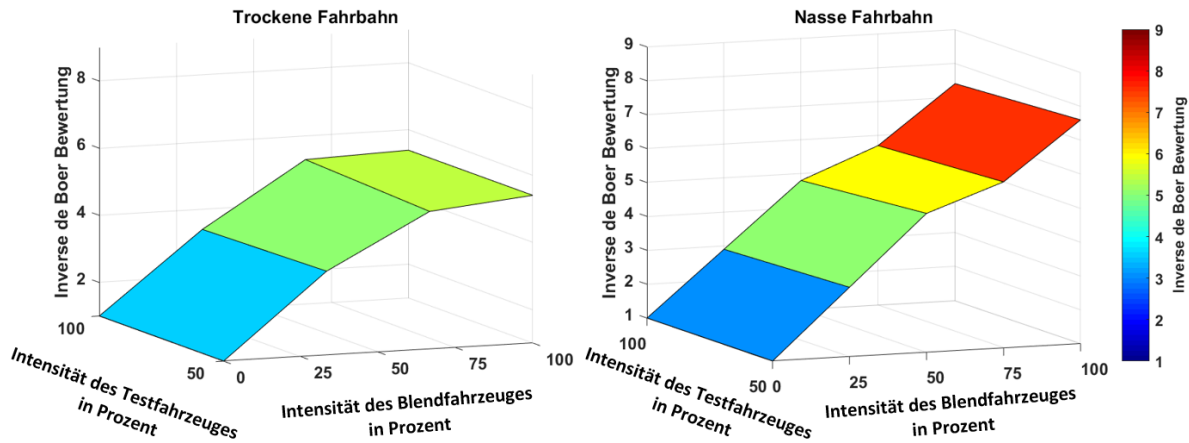 Trockene Fahrbahn
Inverse de Boer Bewertung
8
6
4
2
100
50
0
25
50
75
100
Intensität des Testfahrzeuges
in Prozent
Intensität des Blendfahrzeuges
in Prozent
Nasse Fahrbahn
Inverse de Boer Bewertung
9
8
7
6
5
4
3
2
1
100
50
0
25
50
75
100
Intensität des Testfahrzeuges
in Prozent
Intensität des Blendfahrzeuges
in Prozent
9
8
7
6
5
4
3
2
1
Inverse de Boer Bewertung